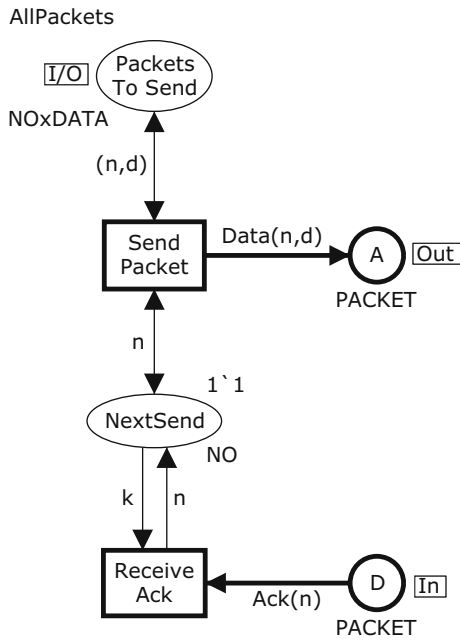 AllPackets
I/O
Packets
To Send
NOxDATA
(n,d)
Send
Packet
Data(n,d)
A
Out
PACKET
n
1`1
NextSend
NO
k
n
Receive
Ack
Ack(n)
D
In
PACKET